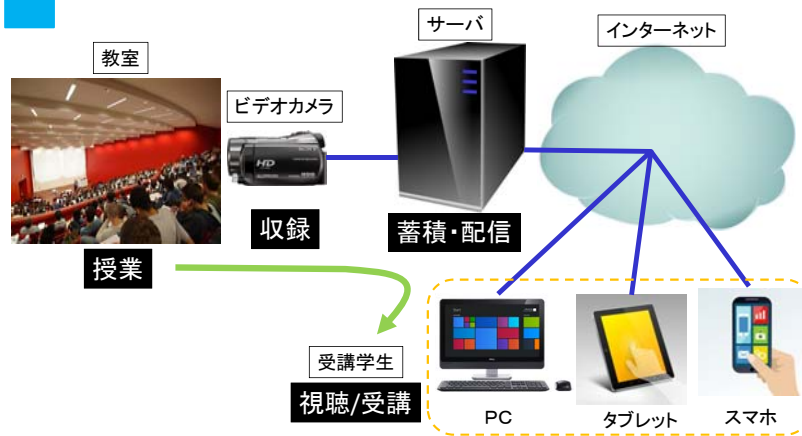 サーバ
インターネット
教室
ビデオカメラ
HD
収録
蓄積・配信
授業
受講学生
視聴/受講
PC
タブレット
スマホ